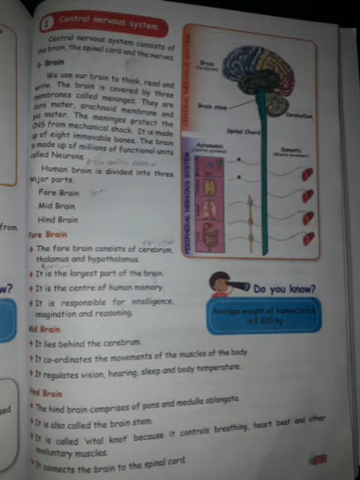 1 Central nervous system
Central nervous system consists of
the brain, the spinal cord and the nerves.
Brain
We use our brain to think, read and
write. The brain is covered by three
membranes called meninges. They are
dura mater, arachnoid membrane and
pia mater. The meninges protect the
CNS from mechanical shock. It is made
up of eight immovable bones. The brain
is made up of millions of functional units
called Neurons.
Human brain is divided into three
major parts.
Fore Brain
Mid Brain
Hind Brain
Fore Brain
The fore brain consists of cerebrum,
thalamus and hypothalamus.
It is the largest part of the brain.
It is the centre of human memory.
It is responsible for intelligence,
imagination and reasoning.
Mid Brain
It lies behind the cerebrum.
It co-ordinates the movements of the muscles of the body.
It regulates vision, hearing, sleep and body temperature.
Hind Brain
The hind brain comprises of pons and medulla oblongata.
It is also called the brain stem.
It is called 'vital knot' because it controls breathing, heart beat and other
involuntary muscles.
It connects the brain to the spinal cord.
CENTRAL NERVOUS SYSTEM
PERIPHERAL NERVOUS SYSTEM
Brain
Brain stem
Cerebellum
Spinal Chord
Autonomic
Somatic
Do you know?
Average weight of human brain
is 1.300 kg
from
w?